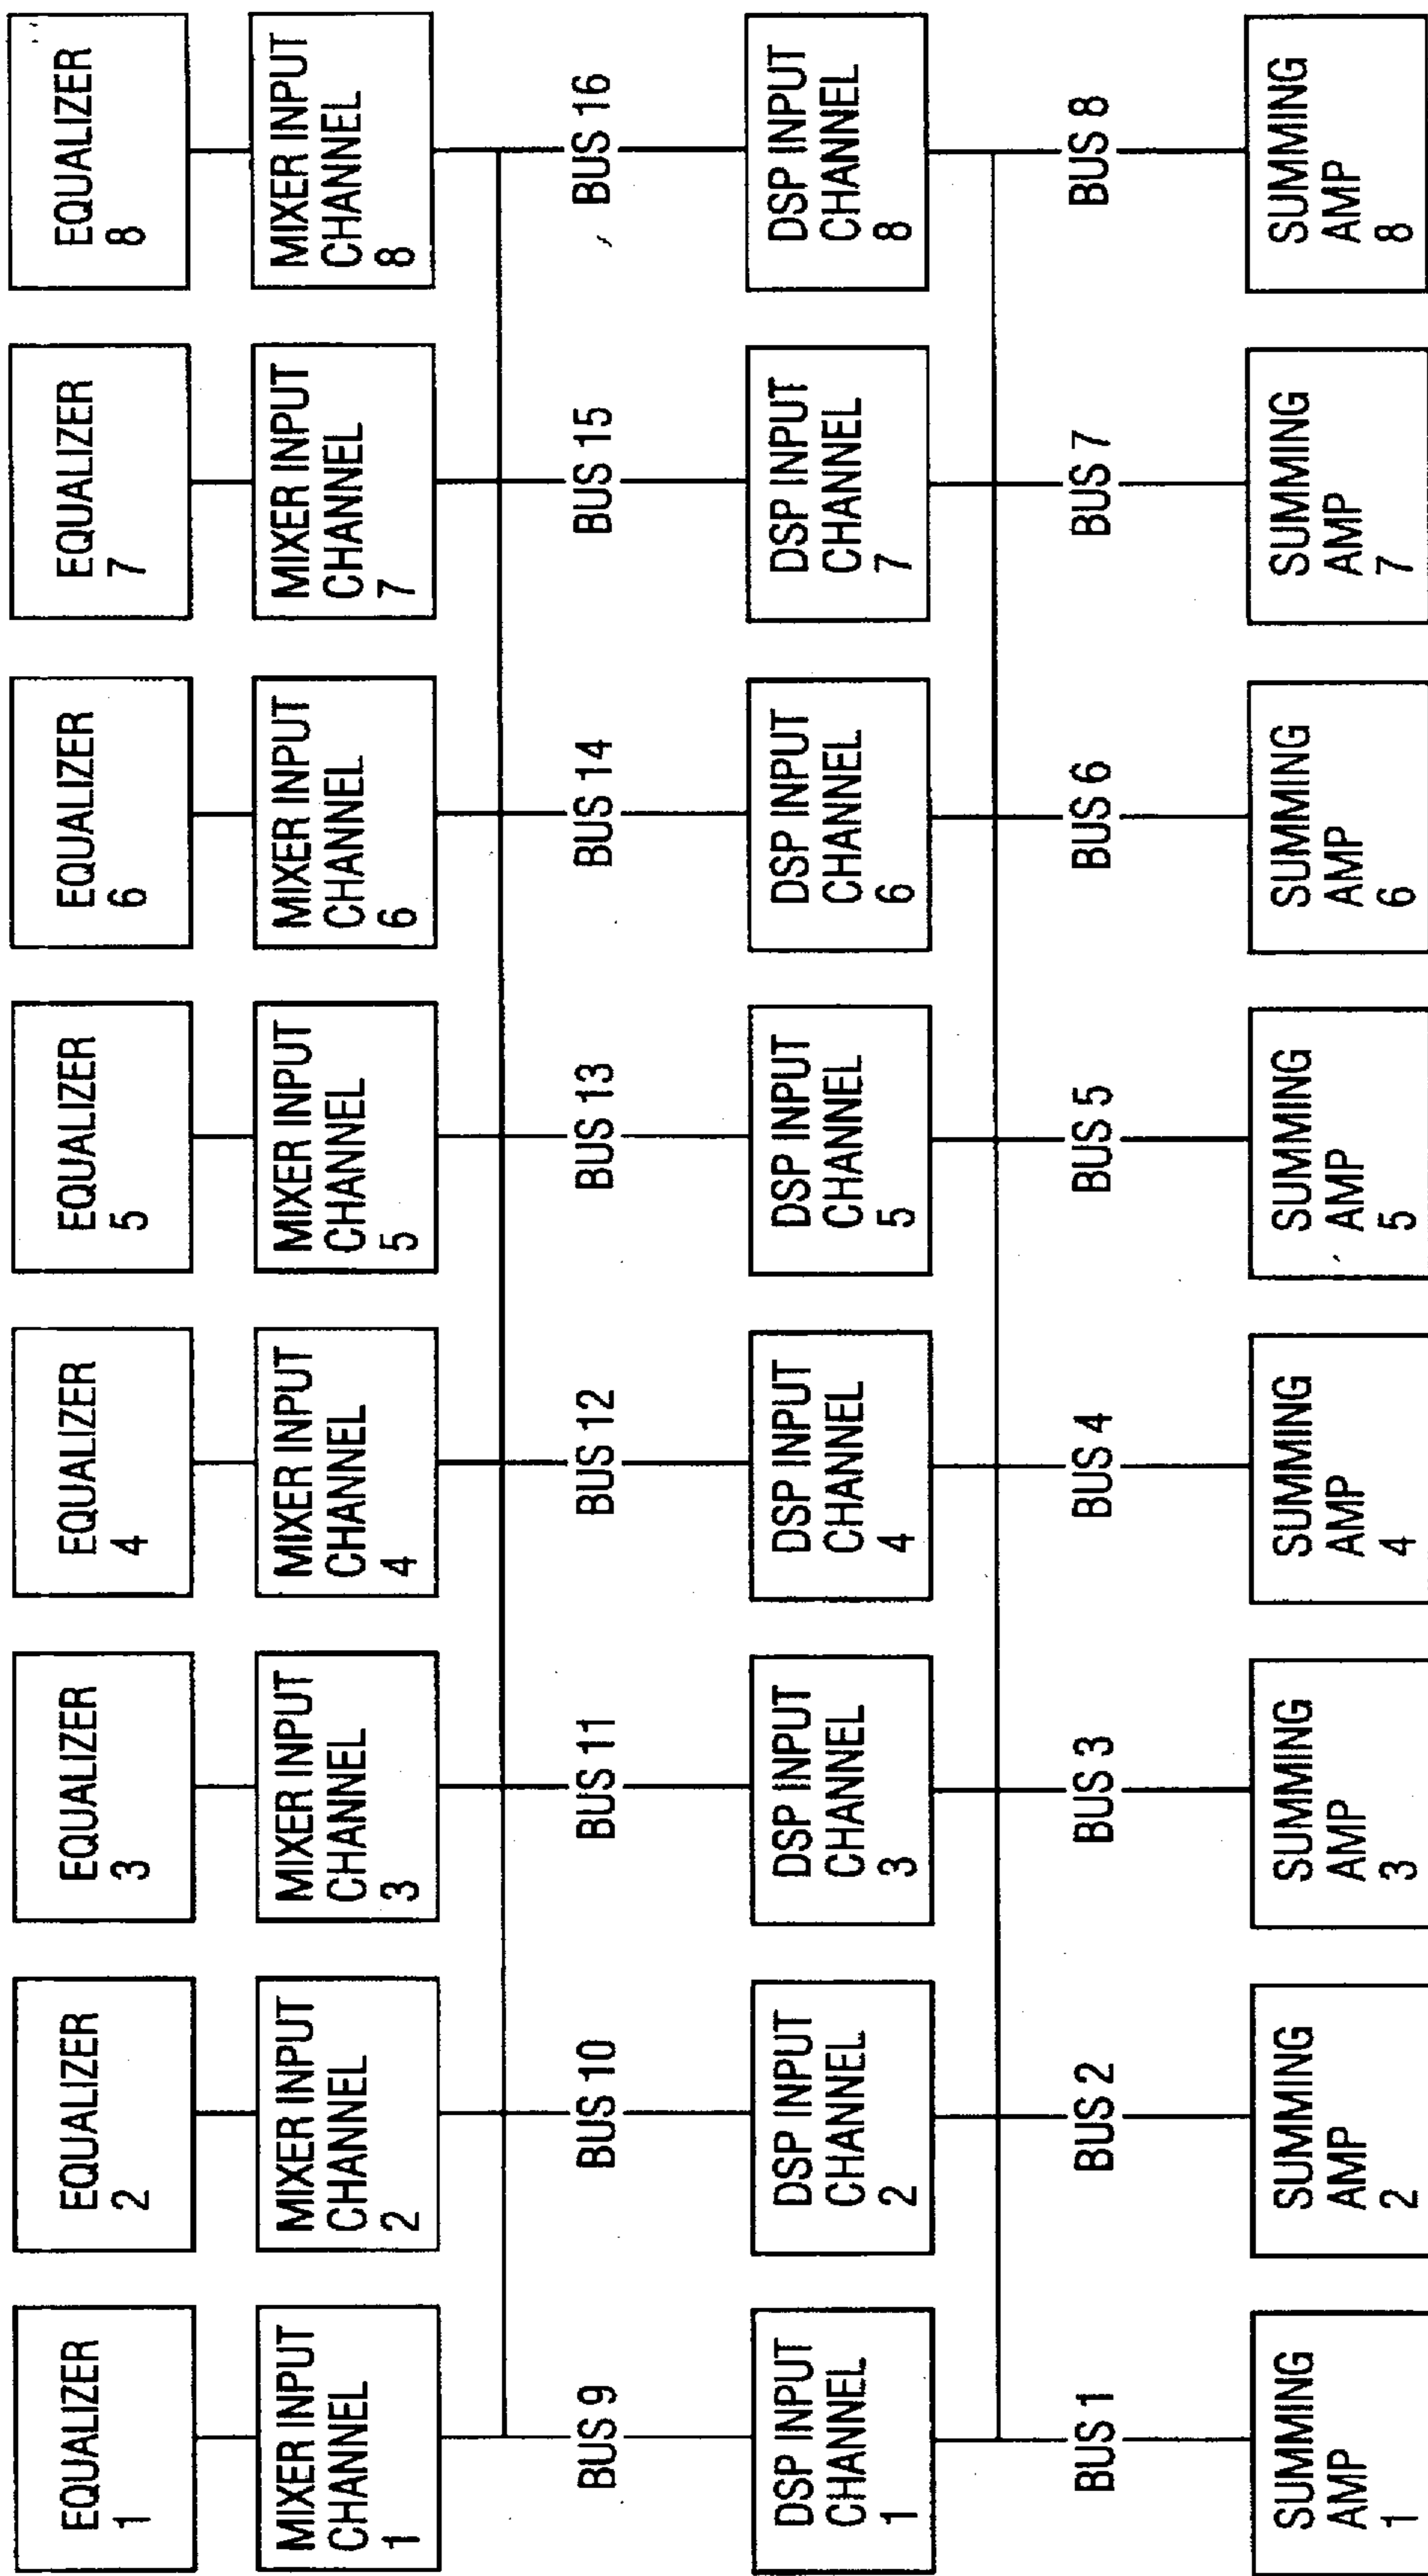 EQUALIZER
1
EQUALIZER
2
EQUALIZER
3
EQUALIZER
4
EQUALIZER
5
EQUALIZER
6
EQUALIZER
7
EQUALIZER
8
MIXER INPUT
CHANNEL
1
MIXER INPUT
CHANNEL
2
MIXER INPUT
CHANNEL
3
MIXER INPUT
CHANNEL
4
MIXER INPUT
CHANNEL
5
MIXER INPUT
CHANNEL
6
MIXER INPUT
CHANNEL
7
MIXER INPUT
CHANNEL
8
BUS 9
BUS 10
BUS 11
BUS 12
BUS 13
BUS 14
BUS 15
BUS 16
DSP INPUT
CHANNEL
1
DSP INPUT
CHANNEL
2
DSP INPUT
CHANNEL
3
DSP INPUT
CHANNEL
4
DSP INPUT
CHANNEL
5
DSP INPUT
CHANNEL
6
DSP INPUT
CHANNEL
7
DSP INPUT
CHANNEL
8
BUS 1
BUS 2
BUS 3
BUS 4
BUS 5
BUS 6
BUS 7
BUS 8
SUMMING
AMP
1
SUMMING
AMP
2
SUMMING
AMP
3
SUMMING
AMP
4
SUMMING
AMP
5
SUMMING
AMP
6
SUMMING
AMP
7
SUMMING
AMP
8